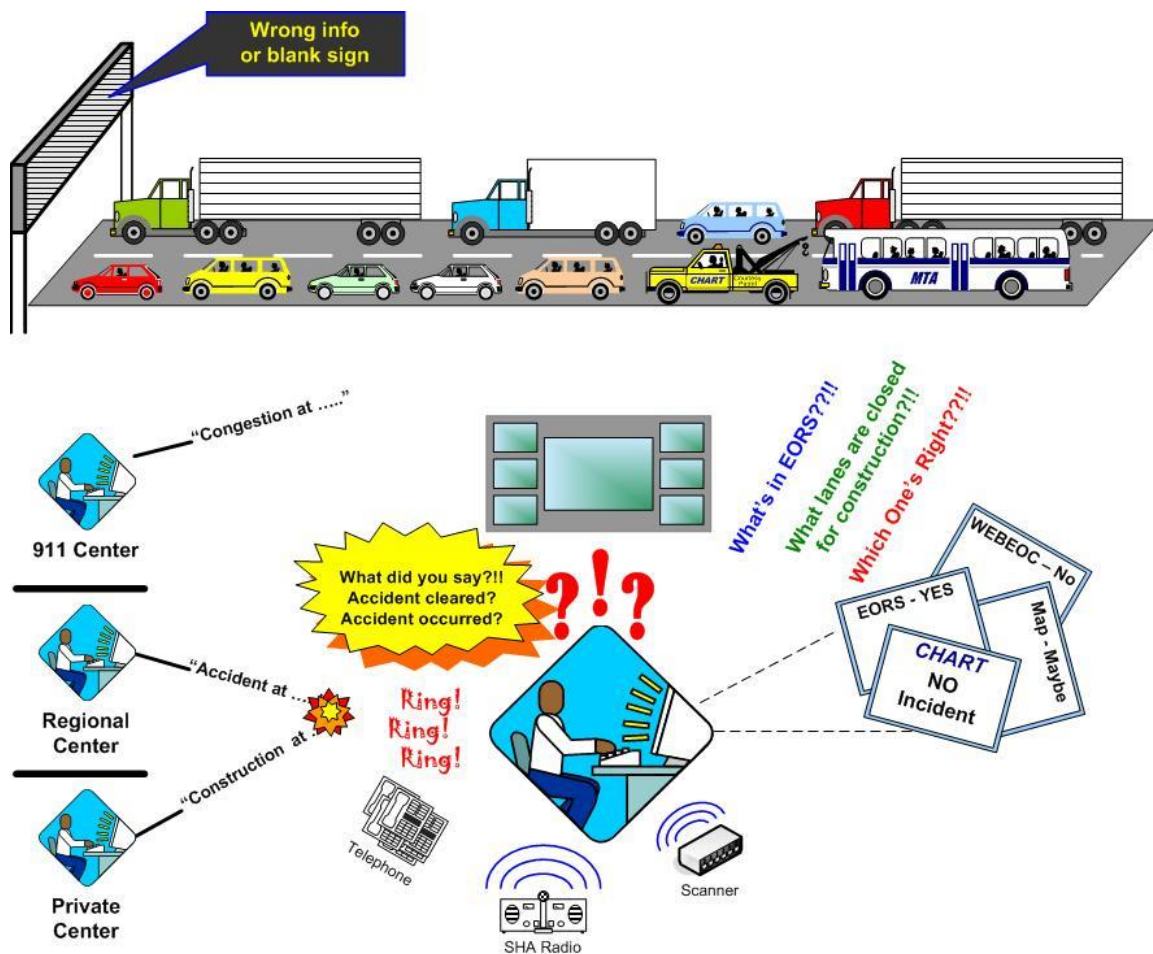 Wrong info
or blank sign
CHART
Courtesy
Patrol
MTA
“Congestion at .....”
911 Center
“Accident at ....
Regional
Center
“Construction at ..
Private
Center
What did you say?!!
Accident cleared?
Accident occurred?
?!?
Ring!
Ring!
Ring!
Telephone
SHA Radio
Scanner
What’s in EORS??!!
What lanes are closed
for construction?!!
Which One’s Right??!!
WEBEOC – No
EORS - YES
Map - Maybe
CHART
NO
Incident